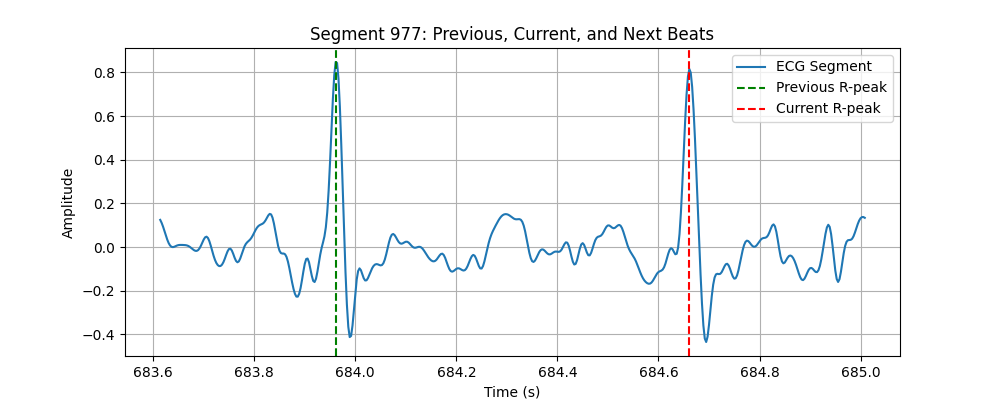 Segment 977: Previous, Current, and Next Beats
ECG Segment
Previous R-peak
Current R-peak
Amplitude
0.8
0.6
0.4
0.2
0.0
−0.2
−0.4
683.6 683.8 684.0 684.2 684.4 684.6 684.8 685.0
Time (s)